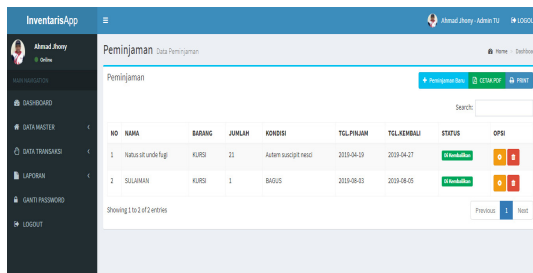 InventarisApp
Ahmad Jhony - Admin TU LOGOU
Ahmad Jhony
Online
MAIN NAVIGATION
DASHBOARD
DATA MASTER
DATA TRANSAKSI
LAPORAN
GANTI PASSWORD
LOGOUT
Peminjaman Data Peminjaman
Home Dashboa
Peminjaman
Peminjaman Baru CETAK PDF PRINT
Search:
NO NAMA BARANG JUMLAH KONDISI TGL.PINJAM TGL.KEMBALI STATUS OPSI
1 Natus sit unde fugi KURSI 21 Autem suscipit nesci 2019-04-19 2019-04-27 Di Kembalikan
2 SULAIMAN KURSI 1 BAGUS 2019-08-03 2019-08-05 Di Kembalikan
Showing 1 to 2 of 2 entries
Previous 1 Next